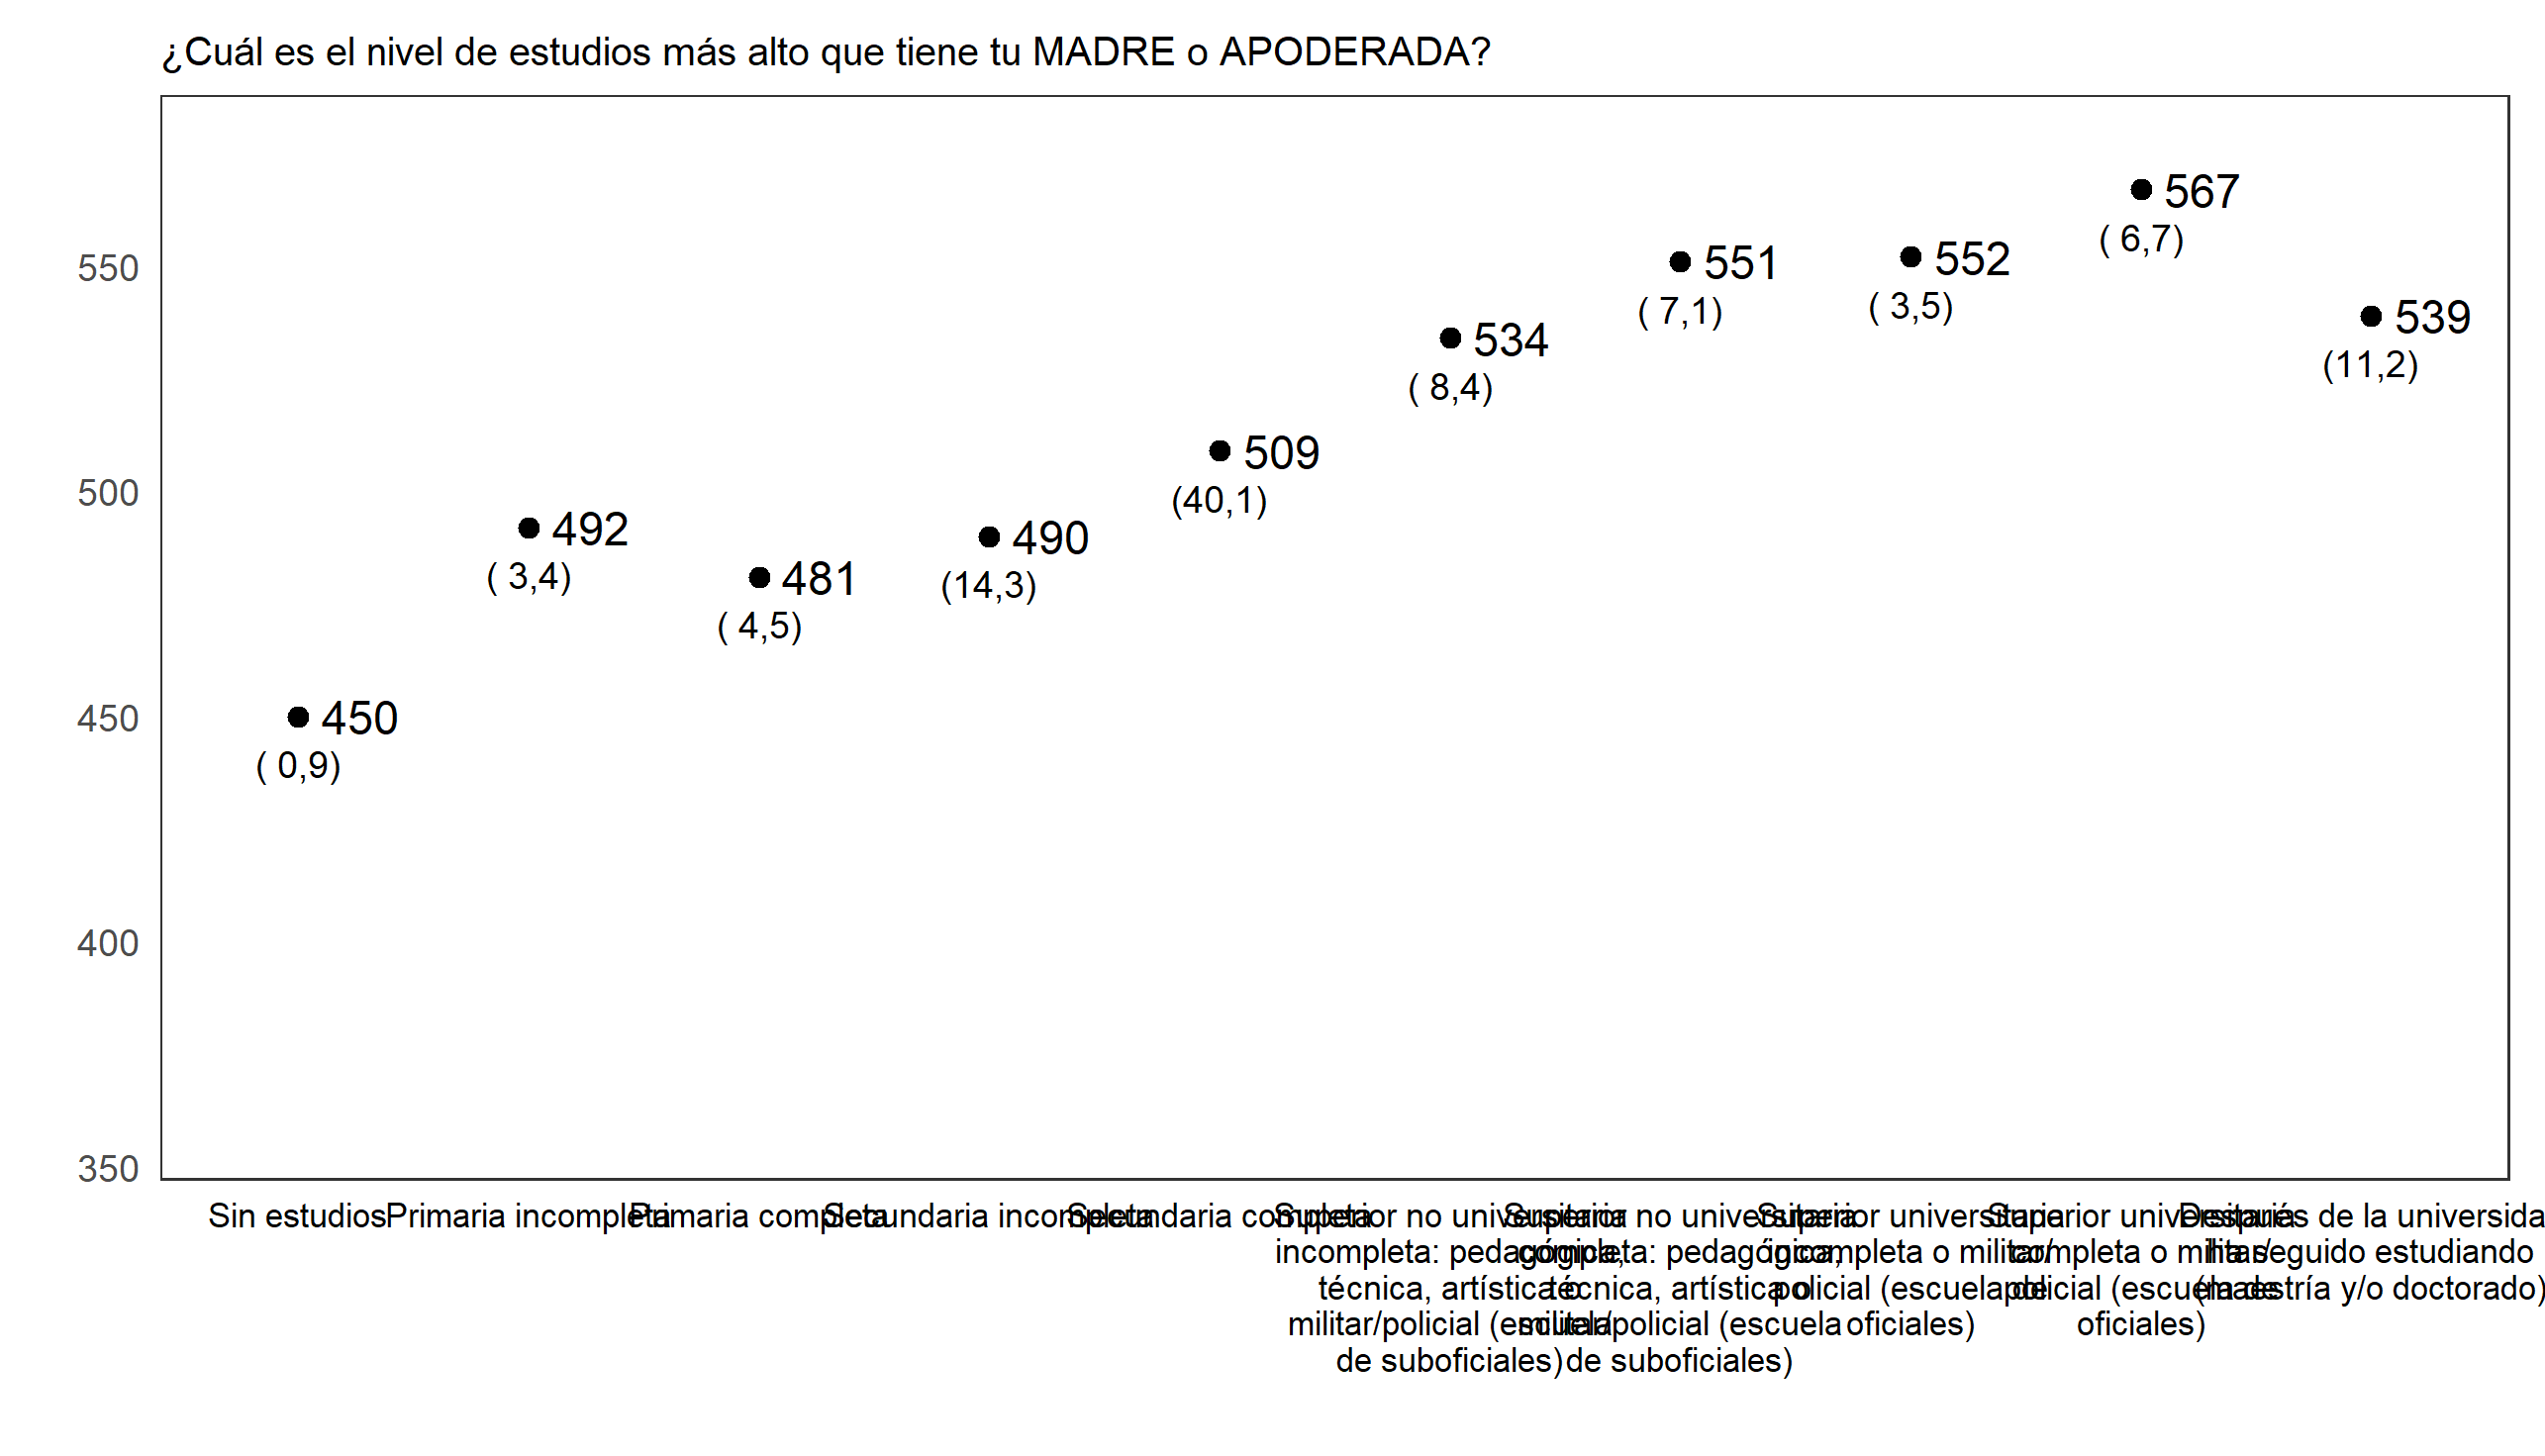 ¿Cuál es el nivel de estudios más alto que tiene tu MADRE o APODERADA?
567
( 6,7)
550
551
552
( 7,1)
( 3,5)
534
( 8,4)
539
(11,2)
500
509
(40,1)
492
( 3,4)
490
(14,3)
481
( 4,5)
450
450
( 0,9)
400
350
Sin estudios
Primaria incompleta
Primaria completa
Secundaria incompleta
Secundaria completa
Superior no universitaria
incompleta: pedagógica,
técnica, artística o
militar/policial (escuela
de suboficiales)
Superior no universitaria
completa: pedagógica,
técnica, artística o
militar/policial (escuela
de suboficiales)
Superior universitaria
incompleta o militar/
policial (escuela de
oficiales)
Superior universitaria
completa o militar/
policial (escuela de
oficiales)
Después de la
ha seguido estudiando
(maestría y/o doctorado)